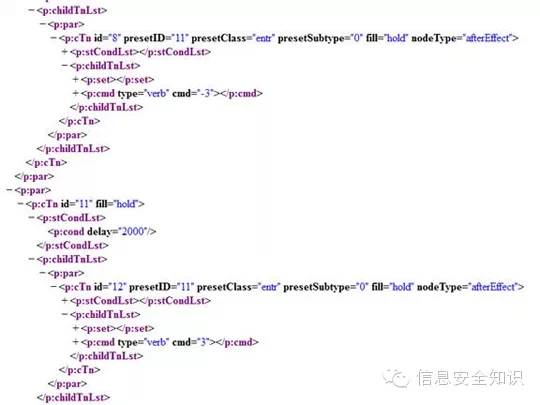 − <p:childTnLst>
− <p:par>
− <p:cTn id="8" presetID="11" presetClass="entr" presetSubtype="0" fill="hold" nodeType="afterEffect">
+ <p:stCondLst></p:stCondLst>
− <p:childTnLst>
+ <p:set></p:set>
+ <p:cmd type="verb" cmd="-3"></p:cmd>
</p:childTnLst>
</p:cTn>
</p:par>
</p:childTnLst>
</p:cTn>
</p:par>
− <p:par>
− <p:cTn id="11" fill="hold">
− <p:stCondLst>
<p:cond delay="2000"/>
</p:stCondLst>
− <p:childTnLst>
− <p:par>
− <p:cTn id="12" presetID="11" presetClass="entr" presetSubtype="0" fill="hold" nodeType="afterEffect">
+ <p:stCondLst></p:stCondLst>
− <p:childTnLst>
+ <p:set></p:set>
+ <p:cmd type="verb" cmd="3"></p:cmd>
</p:childTnLst>
</p:cTn>
</p:par>
</p:childTnLst>
信息安全知识